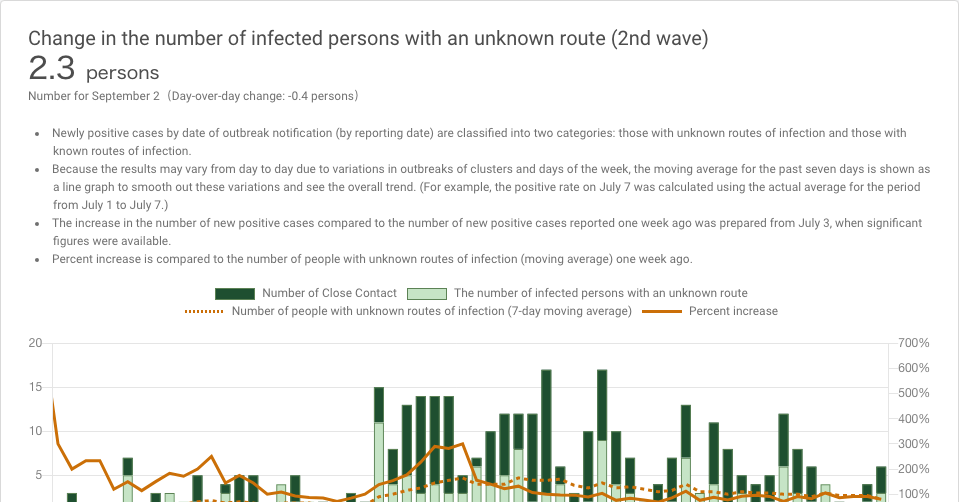 Change in the number of infected persons with an unknown route (2nd wave)
2.3 persons
Number for September 2（Day-over-day change: -0.4 persons）
• Newly positive cases by date of outbreak notification (by reporting date) are classified into two categories: those with unknown routes of infection and those with
known routes of infection.
• Because the results may vary from day to day due to variations in outbreaks of clusters and days of the week, the moving average for the past seven days is shown as
a line graph to smooth out these variations and see the overall trend. (For example, the positive rate on July 7 was calculated using the actual average for the period
from July 1 to July 7.)
• The increase in the number of new positive cases compared to the number of new positive cases reported one week ago was prepared from July 3, when significant
figures were available.
• Percent increase is compared to the number of people with unknown routes of infection (moving average) one week ago.
Number of Close Contact The number of infected persons with an unknown route
Number of people with unknown routes of infection (7-day moving average) Percent increase
20 700%
600%
15 500%
400%
10 300%
5 200%
100%